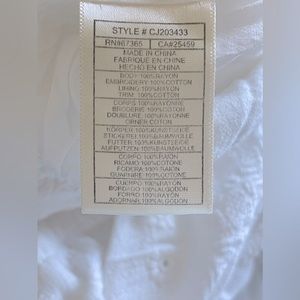 STYLE # CJ203433
RN#67365 CA#25459
MADE IN CHINA
FABRIQUE EN CHINE
HECHO EN CHINA
BODY 100%RAYON
EMBROIDERY 100%COTTON
LINING 100%RAYON
TRIM 100%COTTON
CORPS 100%RAYONNE
BRODERIE 100%COTON
DOUBLURE 100%RAYONNE
ORNER COTON
KÖRPER 100%KUNSTSEIDE
STICKEREI 100%BAUMWOLLE
FUTTER 100%KUNSTSEIDE
AUFPUTZEN 100%BAUMWOLLE
CORPO 100%RAION
RICAMO 100%COTONE
FODERA 100%RAION
GUARNIRE 100%COTONE
CUERPO 100%RAYON
BORDADO 100%ALGODON
FORRO 100%RAYON
ADORNAR 100%ALGODON